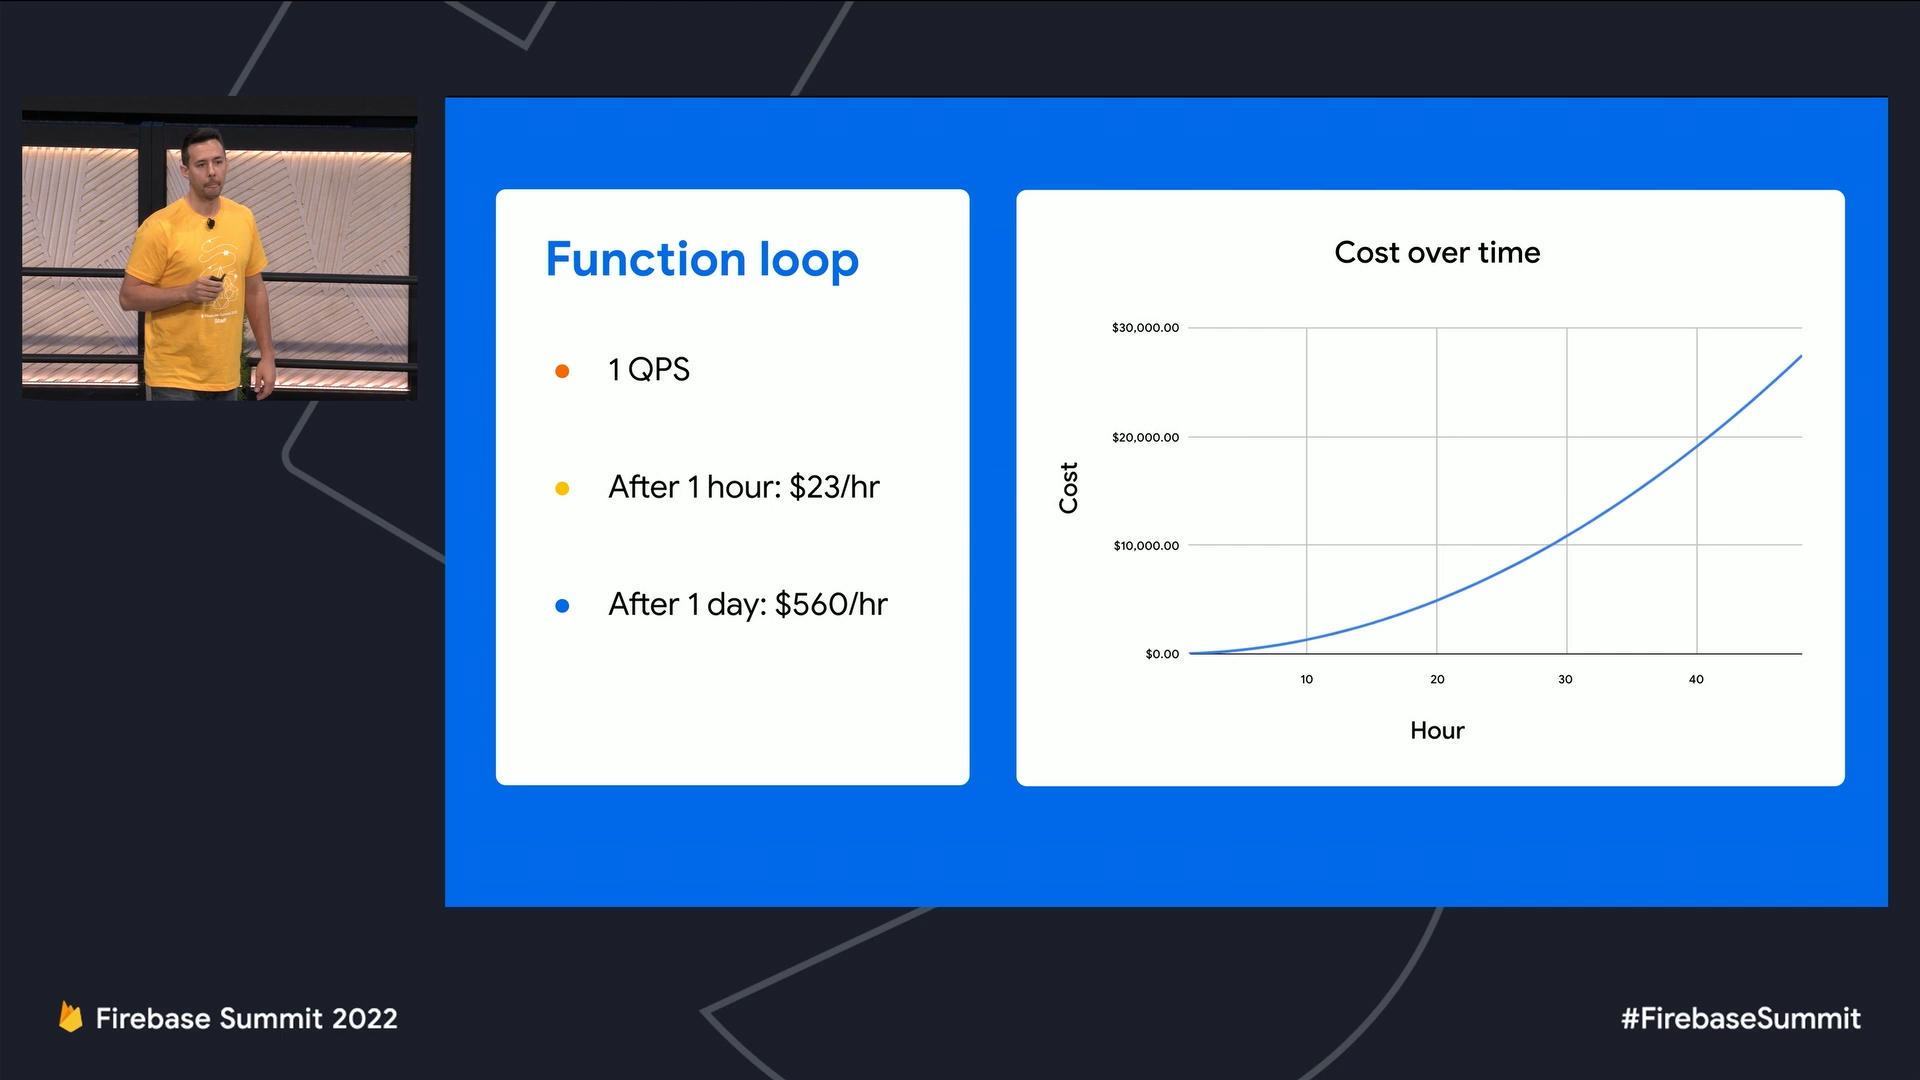 Function loop
1 QPS
After 1 hour: $23/hr
After 1 day: $560/hr
Cost over time
$30,000.00
$20,000.00
$10,000.00
$0.00
Cost
10
20
30
40
Hour
Firebase Summit 2022
#FirebaseSummit